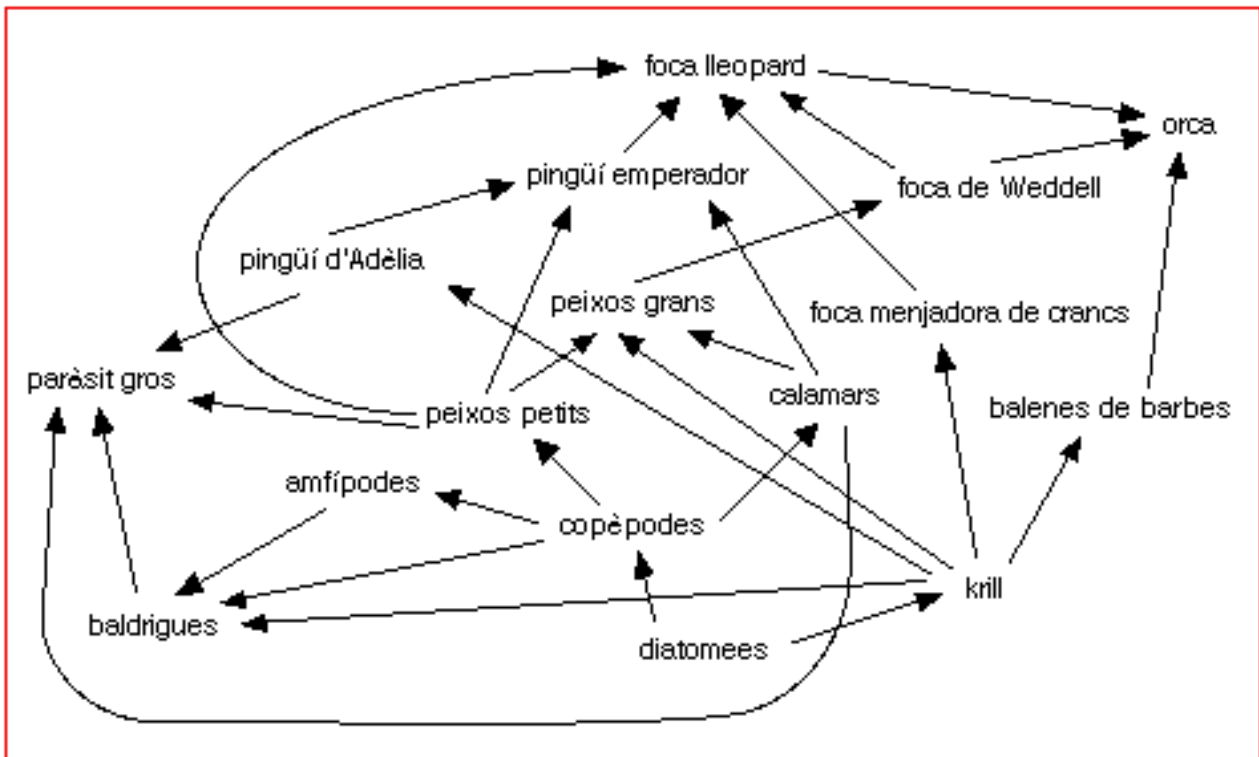 foca lleopard
orca
pingüí emperador
foca de Weddell
pingüí d'Adèlia
peixos grans
foca menjadora de crancs
paràsit gros
peixos petits
calamars
balenes de barbes
amfípodes
copèpodes
krill
baldrigues
diatomees